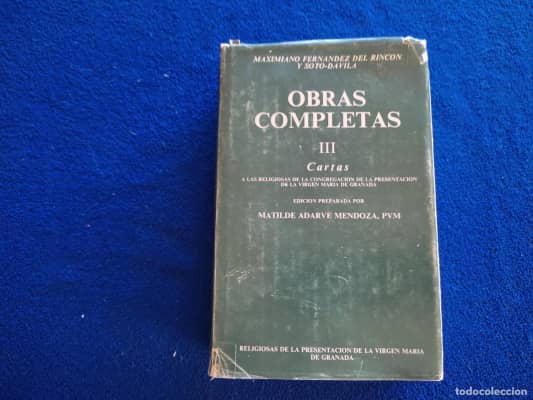 MAXIMIANO FERNANDEZ DEL RINCON
Y SOTO-DAVILA
OBRAS
COMPLETAS
III
Cartas
A LAS RELIGIOSAS DE LA CONGREGACION DE LA PRESENTACION
DE LA VIRGEN MARIA DE GRANADA
EDICION PREPARADA POR
MATILDE ADARVE MENDOZA, PVM
RELIGIOSAS DE LA PRESENTACION DE LA VIRGEN MARIA
DE GRANADA
todocoleccion